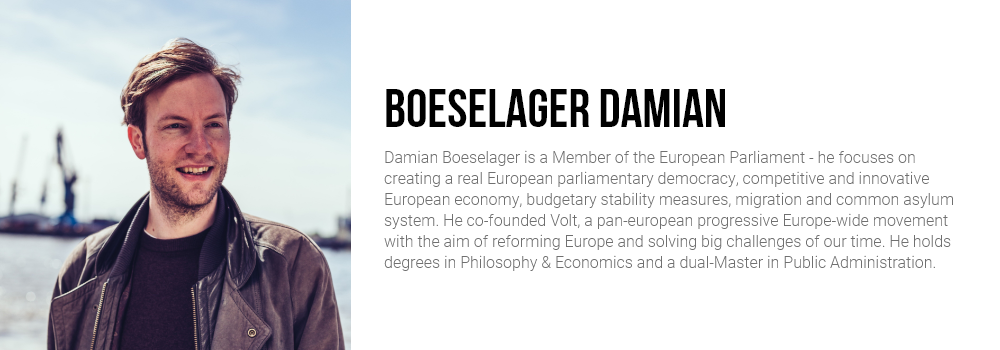 BOESELAGER DAMIAN
Damian Boeselager is a Member of the European Parliament - he focuses on
creating a real European parliamentary democracy, competitive and innovative
European economy, budgetary stability measures, migration and common asylum
system. He co-founded Volt, a pan-european progressive Europe-wide movement
with the aim of reforming Europe and solving big challenges of our time. He holds
degrees in Philosophy & Economics and a dual-Master in Public Administration.